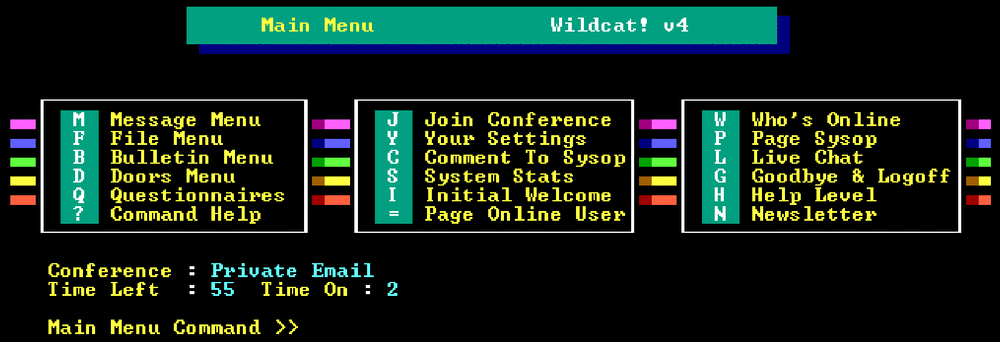 Main Menu Wildcat! v4
M Message Menu J Join Conference W Who's Online
F File Menu Y Your Settings P Page Sysop
B Bulletin Menu C Comment To Sysop L Live Chat
D Doors Menu S System Stats G Goodbye & Logoff
Q Questionnaires I Initial Welcome H Help Level
? Command Help = Page Online User N Newsletter
Conference : Private Email
Time Left : 55 Time On : 2
Main Menu Command >>